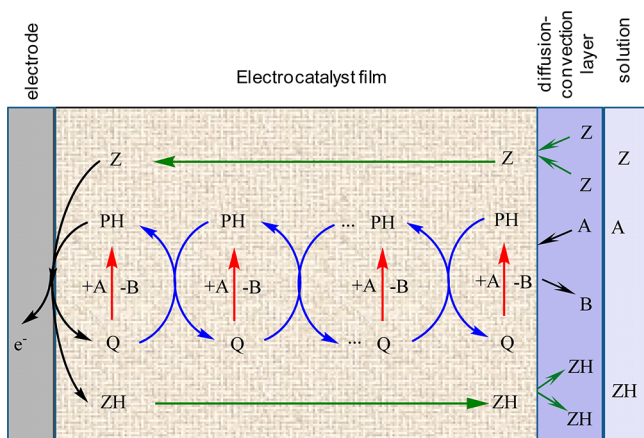 electrode
Electrocatalyst film
diffusion-
convection
layer
solution
Z
Z
Z
Z
Z
PH
PH
... PH
PH
A
A
+A
-B
+A
-B
+A
-B
+A
-B
B
e-
Q
Q
... Q
Q
ZH
ZH
ZH
ZH
ZH